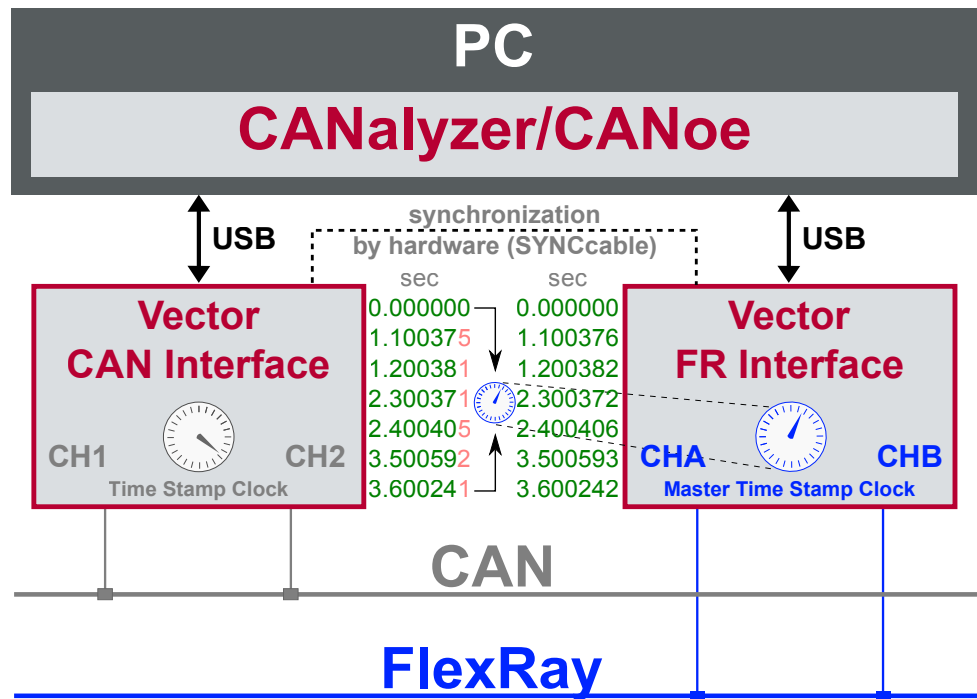 PC
CANalyzer/CANoe
USB
synchronization
by hardware (SYNCcable)
USB
sec
sec
Vector
CAN Interface
CH1
CH2
Time Stamp Clock
0.000000
1.100375
1.200381
2.300371
2.400405
3.500592
3.600241
0.000000
1.100376
1.200382
2.300372
2.400406
3.500593
3.600242
Vector
FR Interface
CHA
CHB
Master Time Stamp Clock
CAN
FlexRay